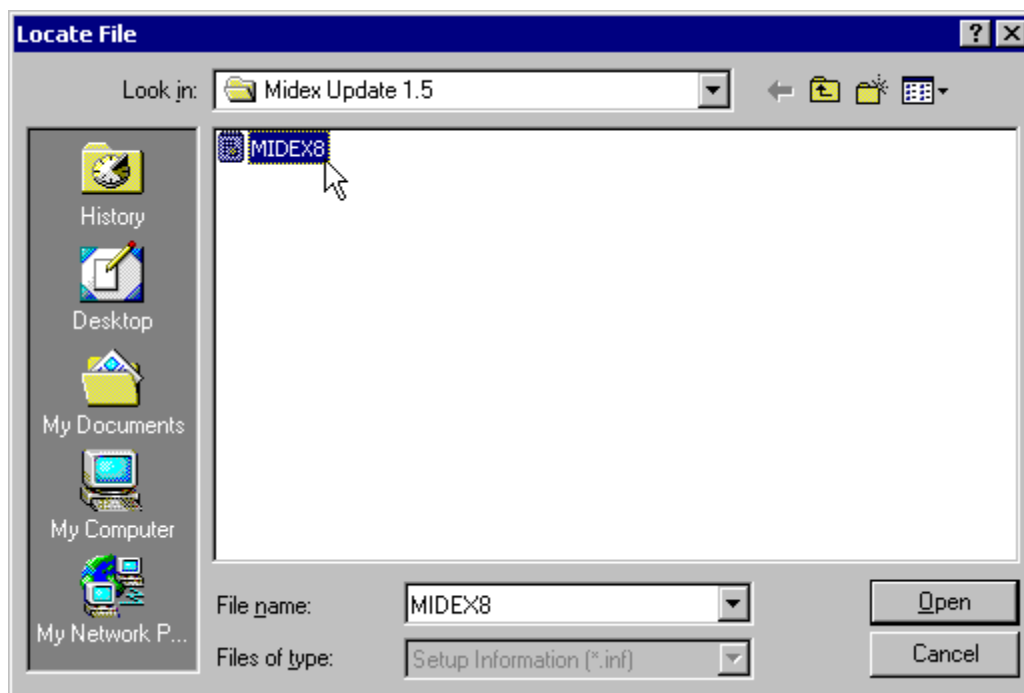 Locate File
Look in:
Midex Update 1.5
MIDEX8
History
Desktop
My Documents
My Computer
My Network P...
File name:
MIDEX8
Open
Files of type:
Setup Information (*.inf)
Cancel